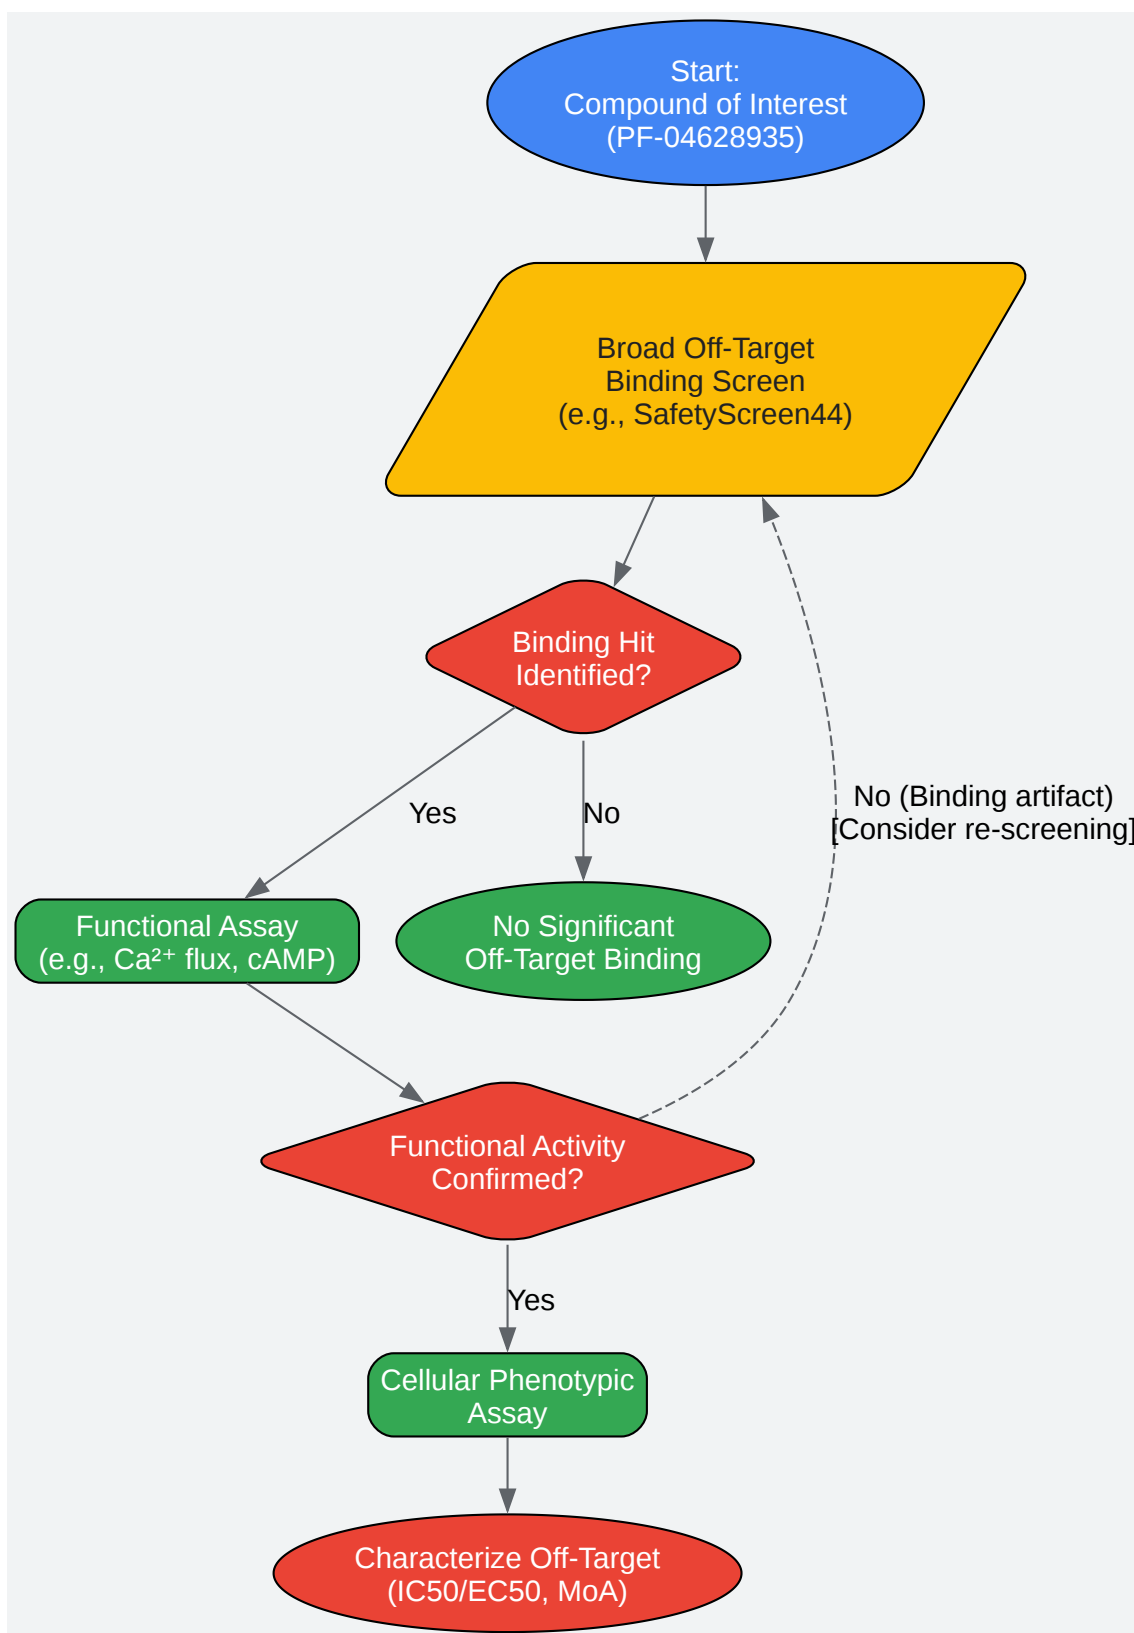 Start:
Compound of Interest
(PF-04628935)
Broad Off-Target
Binding Screen
(e.g., SafetyScreen44)
Binding Hit
Identified?
Yes
No
No (Binding artifact)
[Consider re-screening]
Functional Assay
(e.g., Ca²⁺ flux, cAMP)
No Significant
Off-Target Binding
Functional Activity
Confirmed?
Yes
Cellular Phenotypic
Assay
Characterize Off-Target
(IC50/EC50, MoA)